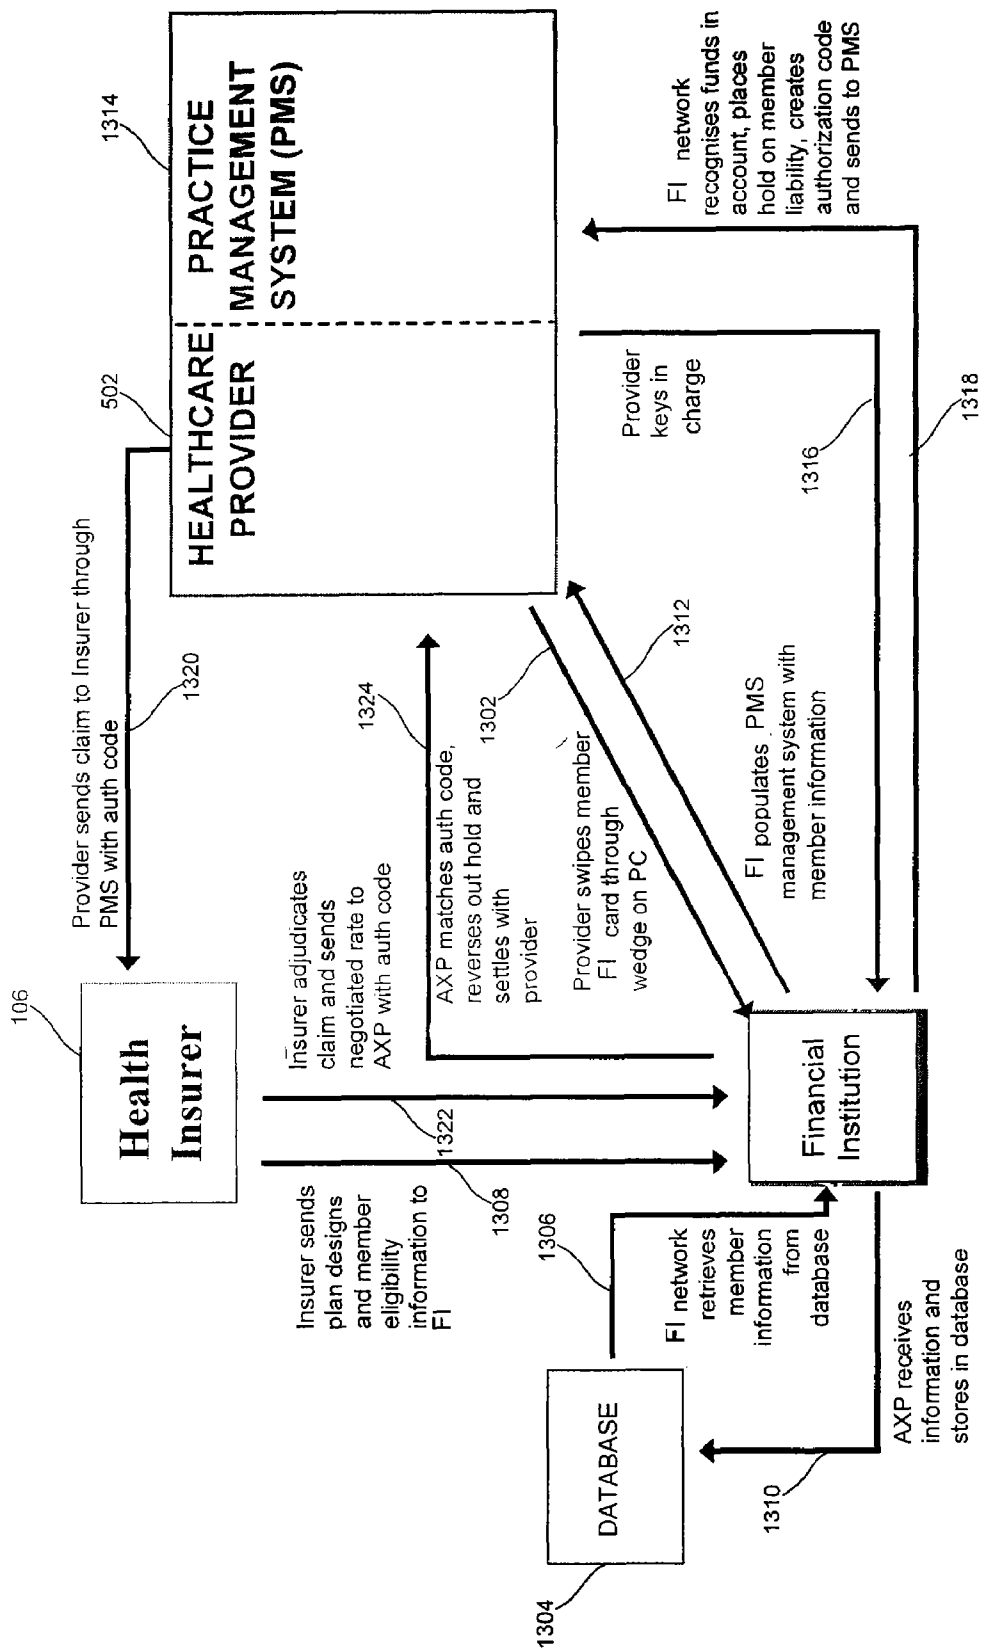 106
Health
Insurer
Provider sends claim to Insurer through
PMS with auth code
1320
502
1314
HEALTHCARE
PROVIDER
PRACTICE
MANAGEMENT
SYSTEM (PMS)
Insurer sends
plan designs
and member
eligibility
information to
FI
1308
Insurer adjudicates
claim and sends
negotiated rate to
AXP with auth code
1322
AXP matches auth code,
reverses out hold and
settles with
provider
1324
Provider swipes member
FI card through
wedge on PC
1302
1312
FI populates PMS
management system with
member information
Provider
keys in
charge
1316
FI network
recognises funds in
account, places
hold on member
liability, creates
authorization code
and sends to PMS
1318
1304
DATABASE
1306
FI network
retrieves
member
information
from
database
Financial
Institution
1310
AXP receives
information and
stores in database